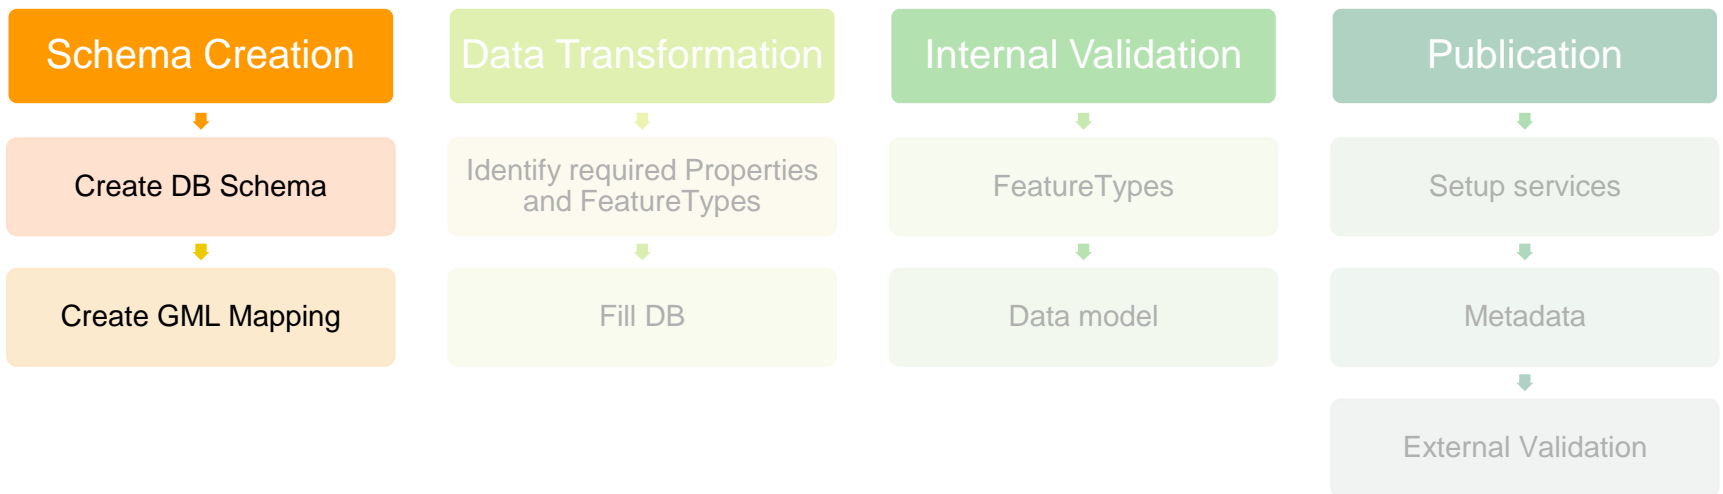 Schema Creation
Create DB Schema
Create GML Mapping
Data Transformation
Identify required Properties
and FeatureTypes
Fill DB
Internal Validation
FeatureTypes
Data model
Publication
Setup services
Metadata
External Validation